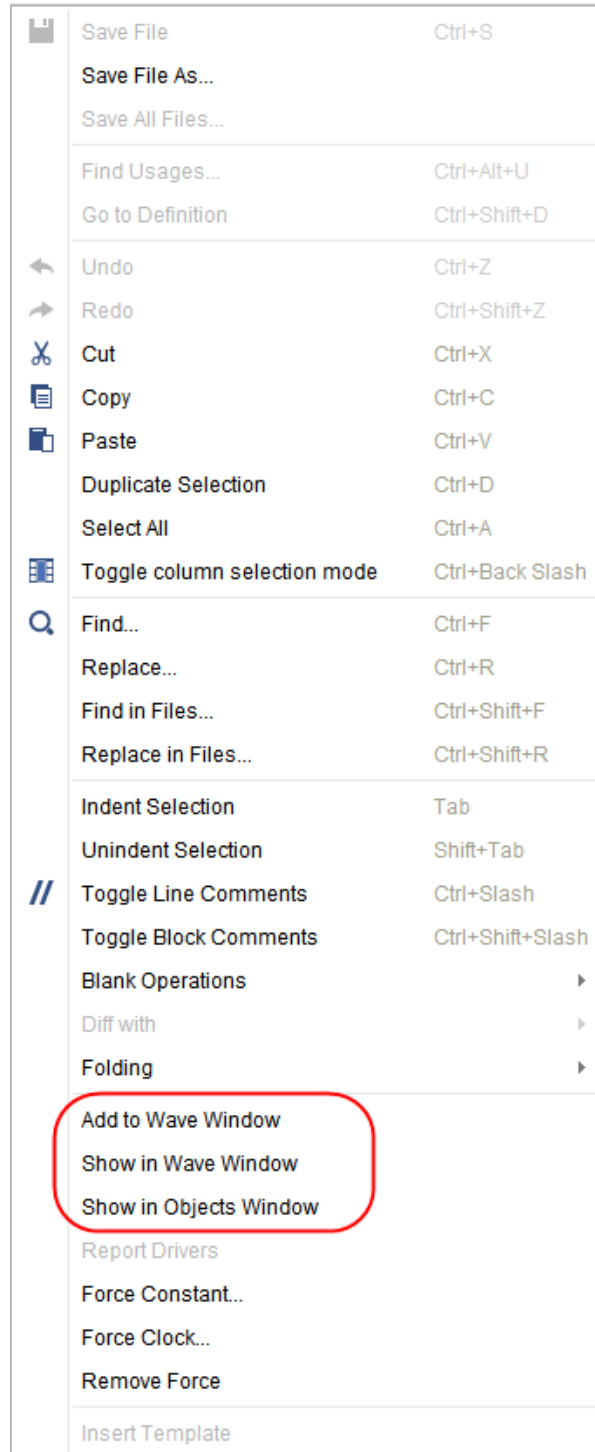 Save File Ctrl+S
Save File As...
Save All Files...
Find Usages... Ctrl+Alt+U
Go to Definition Ctrl+Shift+D
Undo Ctrl+Z
Redo Ctrl+Shift+Z
Cut Ctrl+X
Copy Ctrl+C
Paste Ctrl+V
Duplicate Selection Ctrl+D
Select All Ctrl+A
Toggle column selection mode Ctrl+Back Slash
Find... Ctrl+F
Replace... Ctrl+R
Find in Files... Ctrl+Shift+F
Replace in Files... Ctrl+Shift+R
Indent Selection Tab
Unindent Selection Shift+Tab
Toggle Line Comments Ctrl+Slash
Toggle Block Comments Ctrl+Shift+Slash
Blank Operations
Diff with
Folding
Add to Wave Window
Show in Wave Window
Show in Objects Window
Report Drivers
Force Constant...
Force Clock...
Remove Force
Insert Template